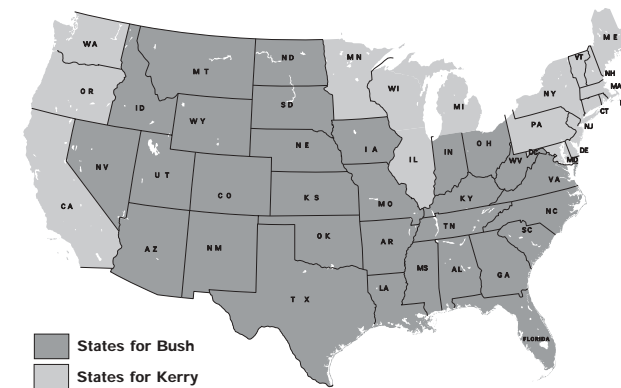 WA
ME
MT
ND
MN
VT
OR
NH
ID
SD
WI
NY
MA
WY
MI
CT
IA
PA
NE
NJ
NV
OH
IL
IN
DE
UT
DC
MD
WV
CO
VA
KS
MO
KY
CA
NC
TN
OK
SC
AZ
NM
AR
MS
AL
GA
LA
TX
FLORIDA
States for Bush
States for Kerry